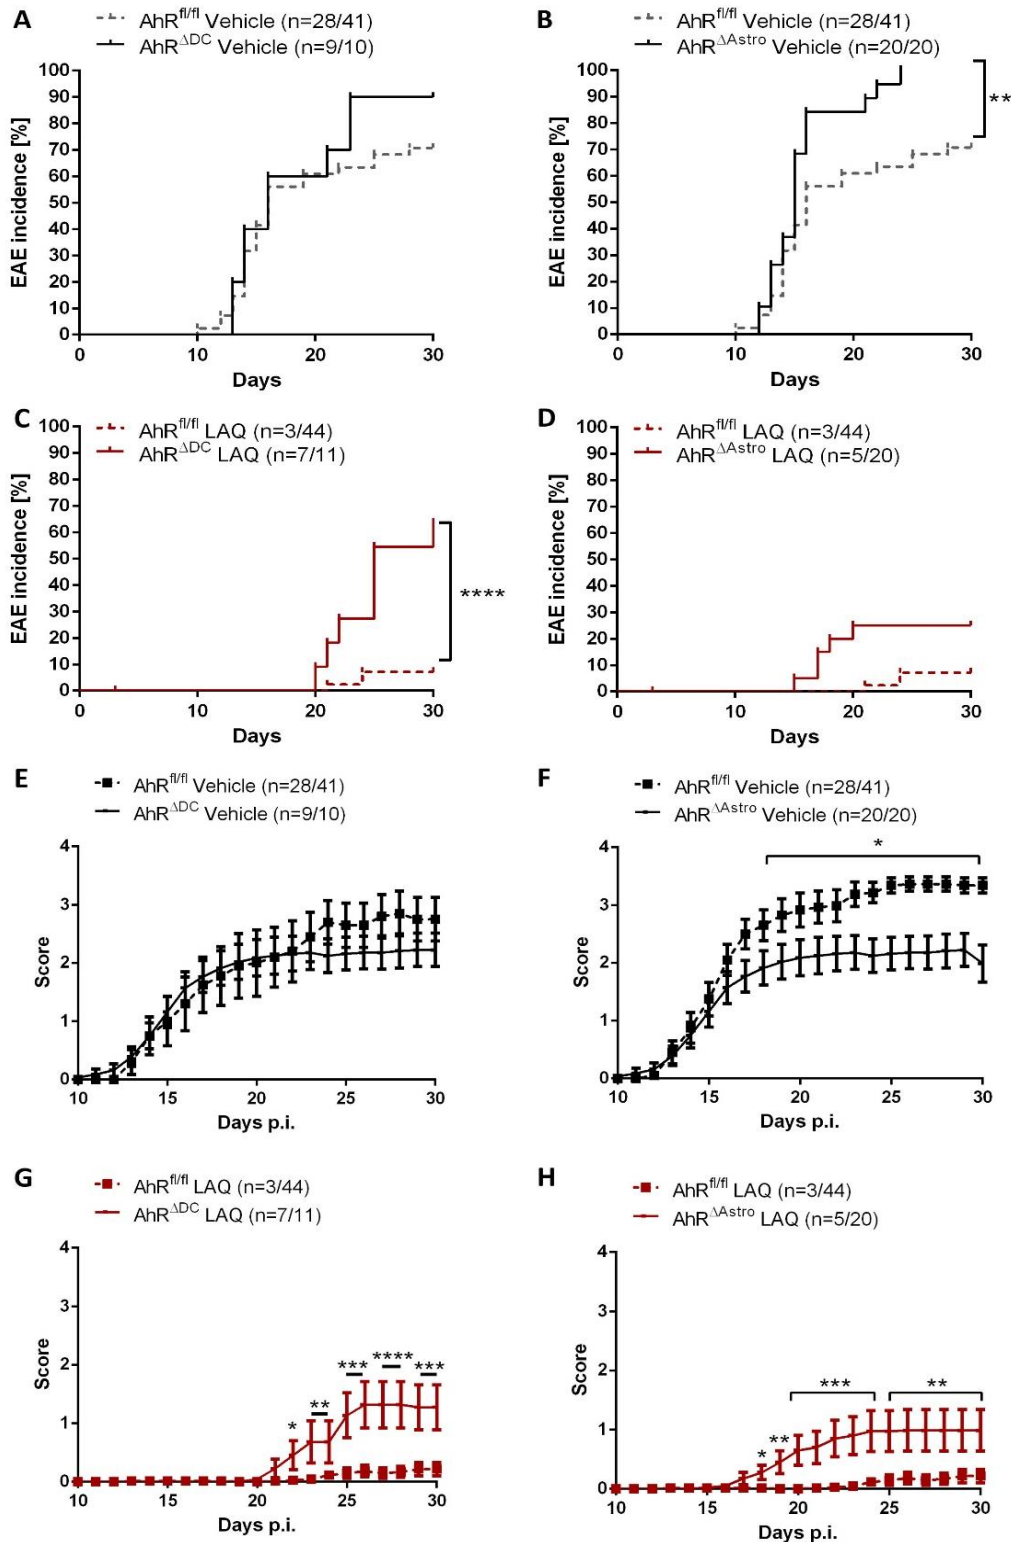 A
AhR^fl/fl Vehicle (n=28/41)
AhR^ΔDC Vehicle (n=9/10)
EAE incidence [%]
100
90
80
70
60
50
40
30
20
10
0
0 10 20 30
Days
B
AhR^fl/fl Vehicle (n=28/41)
AhR^ΔAstro Vehicle (n=20/20)
EAE incidence [%]
100
90
80
70
60
50
40
30
20
10
0
**
0 10 20 30
Days
C
AhR^fl/fl LAQ (n=3/44)
AhR^ΔDC LAQ (n=7/11)
EAE incidence [%]
100
90
80
70
60
50
40
30
20
10
0
****
0 10 20 30
Days
D
AhR^fl/fl LAQ (n=3/44)
AhR^ΔAstro LAQ (n=5/20)
EAE incidence [%]
100
90
80
70
60
50
40
30
20
10
0
0 10 20 30
Days
E
AhR^fl/fl Vehicle (n=28/41)
AhR^ΔDC Vehicle (n=9/10)
Score
4
3
2
1
0
10 15 20 25 30
Days p.i.
F
AhR^fl/fl Vehicle (n=28/41)
AhR^ΔAstro Vehicle (n=20/20)
*
Score
4
3
2
1
0
10 15 20 25 30
Days p.i.
G
AhR^fl/fl LAQ (n=3/44)
AhR^ΔDC LAQ (n=7/11)
Score
4
3
2
1
0
* ** *** **** ***
10 15 20 25 30
Days p.i.
H
AhR^fl/fl LAQ (n=3/44)
AhR^ΔAstro LAQ (n=5/20)
Score
4
3
2
1
0
* ** *** **
10 15 20 25 30
Days p.i.